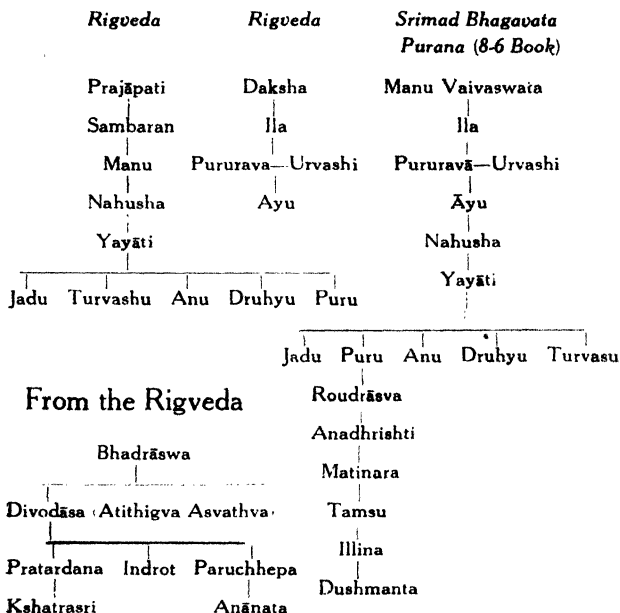 Rigveda Rigveda Srimad Bhagavata
Purana (8-6 Book)
Prajāpati Daksha Manu Vaivaswata
Sambaran Ila Ila
Manu Pururava—Urvashi Pururavā—Urvashi
Nahusha Ayu Āyu
Yayāti Nahusha
Yayāti
Jadu Turvashu Anu Druhyu Puru
Jadu Puru Anu Druhyu Turvasu
From the Rigveda Roudrāsva
Anadhrishti
Bhadrāswa
Matinara
Divodāsa (Atithigva Asvathva) Tamsu
Illina
Pratardana Indrot Paruchhepa
Dushmanta
Kshatrasri Anānata